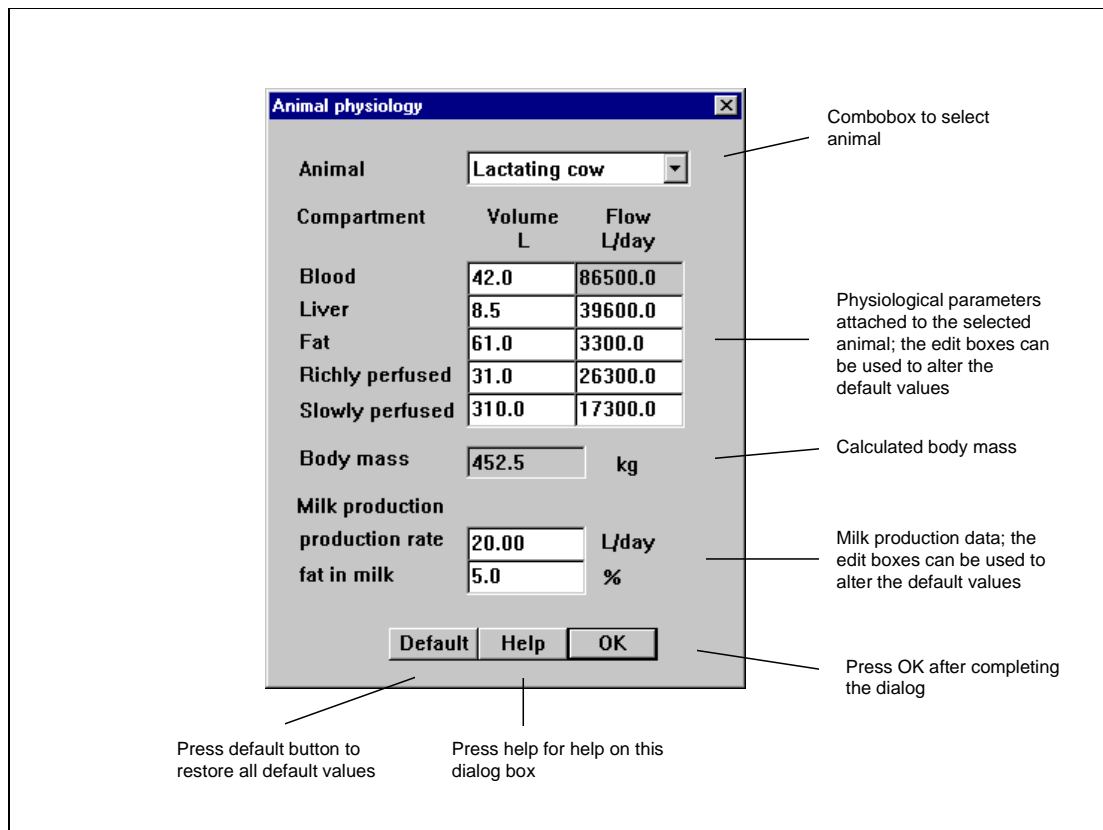 Animal physiology
Combobox to select
animal
Animal Lactating cow
Compartment Volume Flow
L L/day
Blood 42.0 86500.0
Liver 8.5 39600.0
Fat 61.0 3300.0
Richly perfused 31.0 26300.0
Slowly perfused 310.0 17300.0
Physiological parameters
attached to the selected
animal; the edit boxes can
be used to alter the
default values
Body mass 452.5 kg
Calculated body mass
Milk production
production rate 20.00 L/day
fat in milk 5.0 %
Milk production data; the
edit boxes can be used to
alter the default values
Default Help OK
Press OK after completing
the dialog
Press default button to
restore all default values
Press help for help on this
dialog box